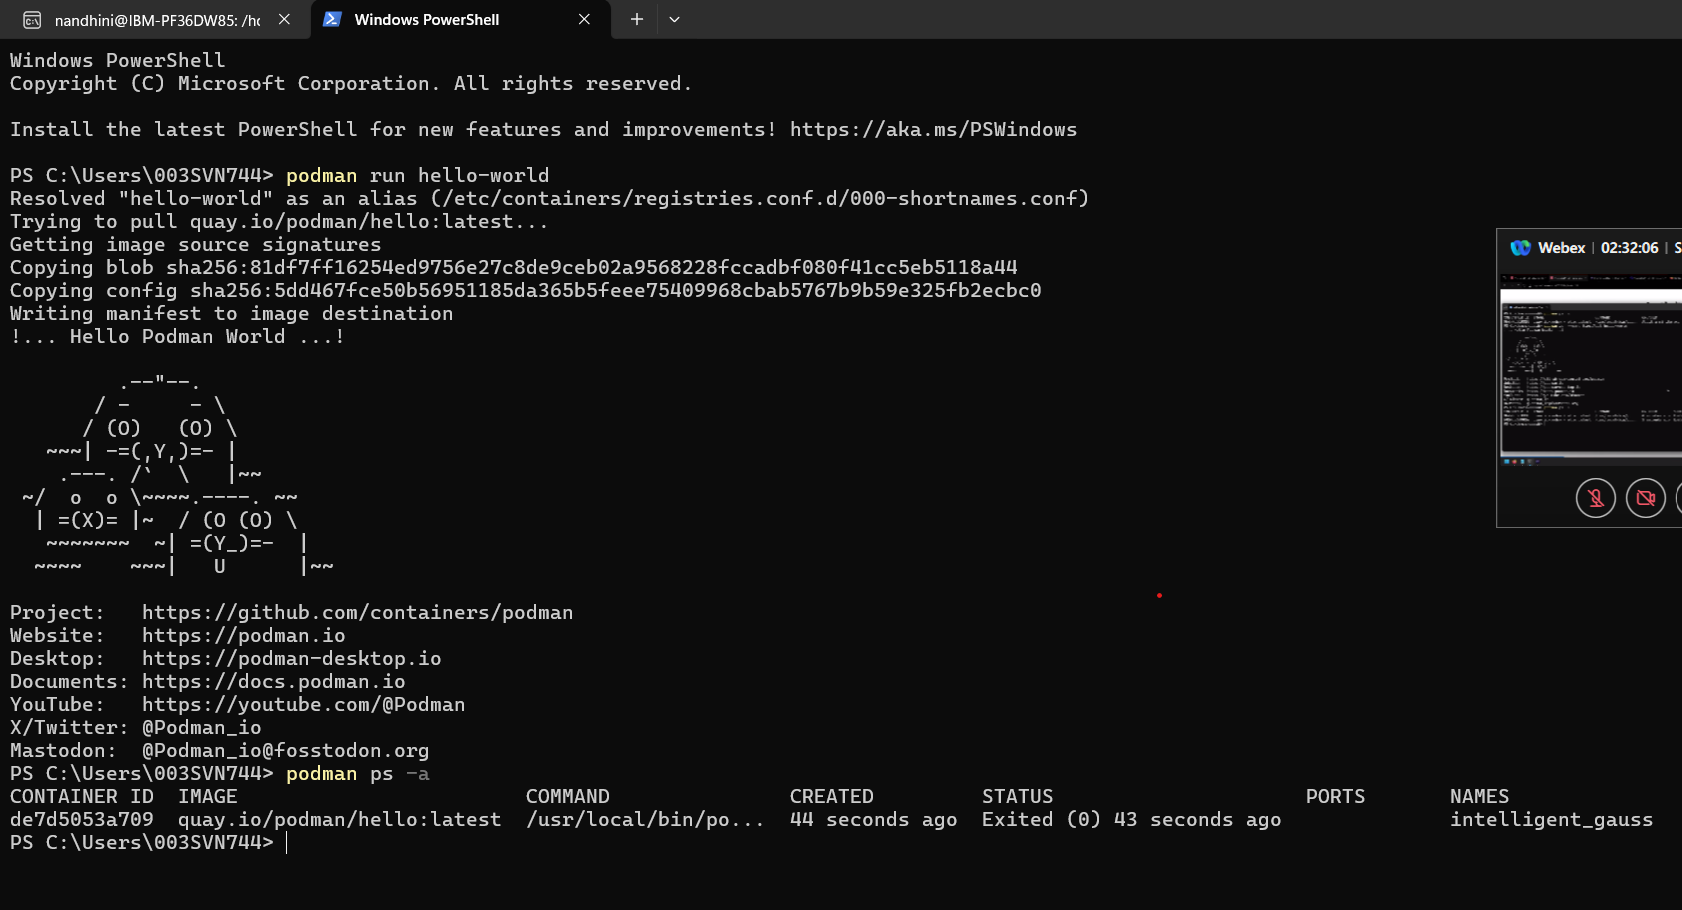 nandhini@IBM-PF36DW85: /ho
Windows PowerShell
Windows PowerShell
Copyright (C) Microsoft Corporation. All rights reserved.
Install the latest PowerShell for new features and improvements! https://aka.ms/PSWindows
PS C:\Users\003SVN744> podman run hello-world
Resolved "hello-world" as an alias (/etc/containers/registries.conf.d/000-shortnames.conf)
Trying to pull quay.io/podman/hello:latest...
Getting image source signatures
Copying blob sha256:81df7ff16254ed9756e27c8de9ceb02a9568228fccadbf080f41cc5eb5118a44
Copying config sha256:5dd467fce50b56951185da365b5feee75409968cbab5767b9b59e325fb2ecbc0
Writing manifest to image destination
!... Hello Podman World ...!
         .--"--.
       / -     - \
      / (O)   (O) \
   ~~~| -=(,Y,)=- |
    .---. /`  \   |~~
 ~/  o  o \~~~~.----. ~~
  | =(X)= |~  / (O (O) \
   ~~~~~~~  ~| =(Y_)=-  |
  ~~~~    ~~~|   U      |~~
Project:   https://github.com/containers/podman
Website:   https://podman.io
Desktop:   https://podman-desktop.io
Documents: https://docs.podman.io
YouTube:   https://youtube.com/@Podman
X/Twitter: @Podman_io
Mastodon:  @Podman_io@fosstodon.org
PS C:\Users\003SVN744> podman ps -a
CONTAINER ID  IMAGE                        COMMAND               CREATED         STATUS                     PORTS       NAMES
de7d5053a709  quay.io/podman/hello:latest  /usr/local/bin/po...  44 seconds ago  Exited (0) 43 seconds ago              intelligent_gauss
PS C:\Users\003SVN744>
Webex | 02:32:06 | S